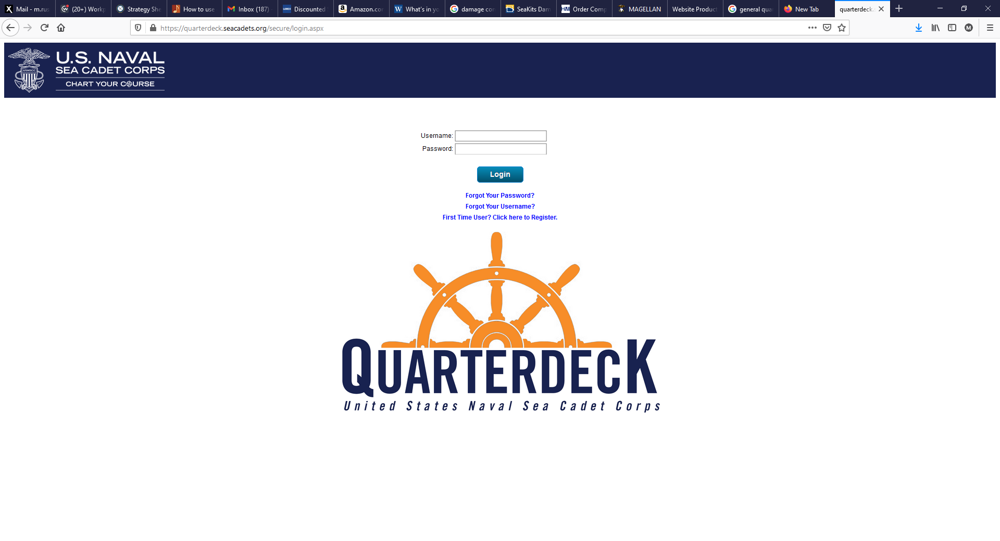 Mail - m.rus
(20+) Workp
Strategy She
How to use
Inbox (187) -
Discounted
Amazon.com
What's in yo
damage con
SeaKits Dam
Order Comp
MAGELLAN
Website Product
general qua
New Tab
quarterdeck.s
https://quarterdeck.seacadets.org/secure/login.aspx
M
USNSCC
U.S. NAVAL
SEA CADET CORPS
CHART YOUR COURSE
Username:
Password:
Login
Forgot Your Password?
Forgot Your Username?
First Time User? Click here to Register.
QUARTERDECK
United States Naval Sea Cadet Corps